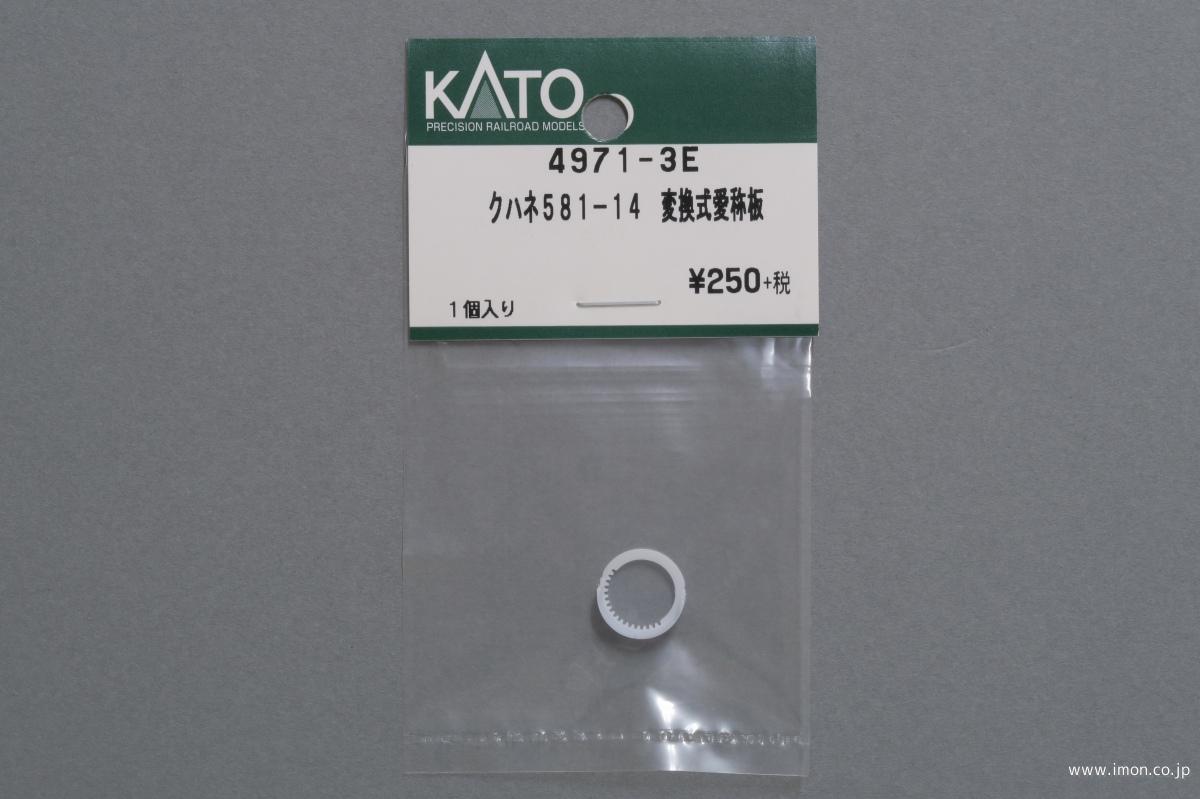 KATO
PRECISION RAILROAD MODELS
4971-3E
クハネ581-14 変換式愛称板
¥250+税
1個入り
www.imon.co.jp